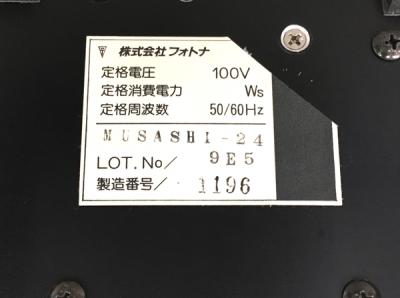 株式会社フォトナ
定格電圧 100V
定格消費電力 Ws
定格周波数 50/60Hz
MUSASHI-24
LOT.No/ 9E5
製造番号/ 1196